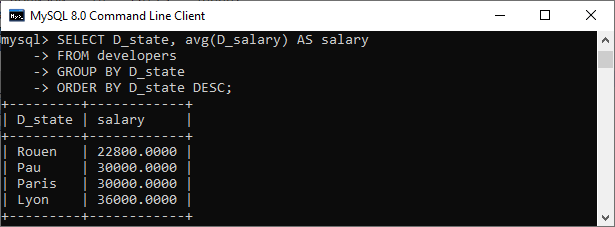 MySQL 8.0 Command Line Client
mysql> SELECT D_state, avg(D_salary) AS salary
    -> FROM developers
    -> GROUP BY D_state
    -> ORDER BY D_state DESC;
+---------+------------+
| D_state | salary     |
+---------+------------+
| Rouen   | 22800.0000 |
| Pau     | 30000.0000 |
| Paris   | 30000.0000 |
| Lyon    | 36000.0000 |
+---------+------------+